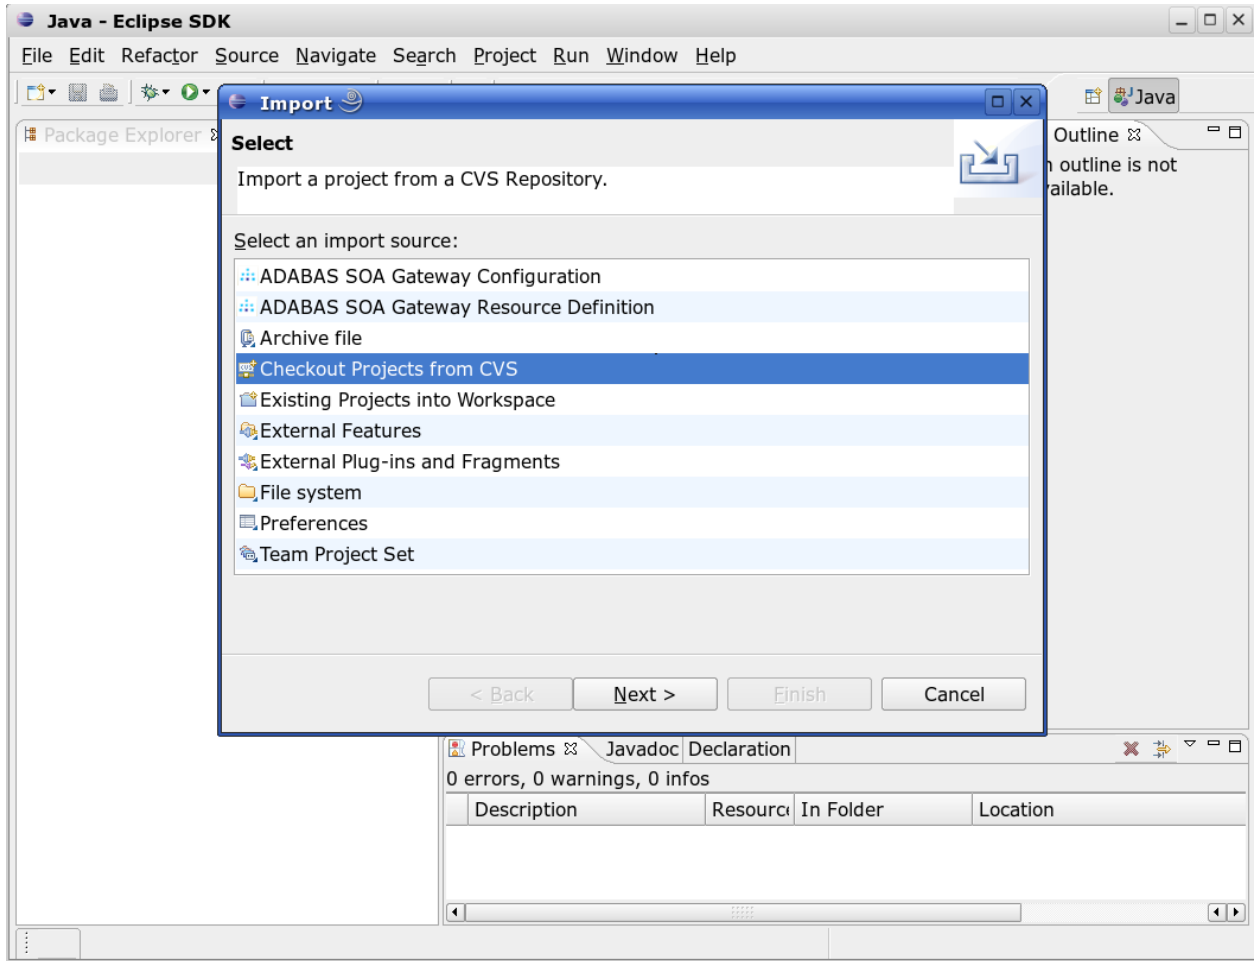 Java - Eclipse SDK
File Edit Refactor Source Navigate Search Project Run Window Help
Java
Import
Package Explorer
Outline
Select
Import a project from a CVS Repository.
outline is not
Select an import source:
ADABAS SOA Gateway Configuration
ADABAS SOA Gateway Resource Definition
Archive file
Checkout Projects from CVS
Existing Projects into Workspace
External Features
External Plug-ins and Fragments
File system
Preferences
Team Project Set
< Back Next > Finish Cancel
Problems Javadoc Declaration
0 errors, 0 warnings, 0 infos
Description Resource In Folder Location